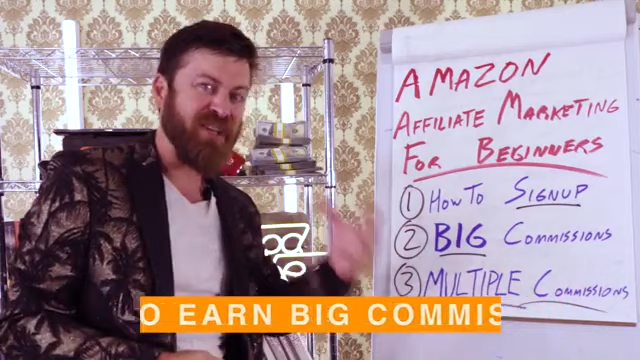 AMAZON
AFFILIATE MARKETING
FOR BEGINNERS
1 HOW TO SIGNUP
2 BIG COMMISSIONS
3 MULTIPLE COMMISSIONS
O EARN BIG COMMIS